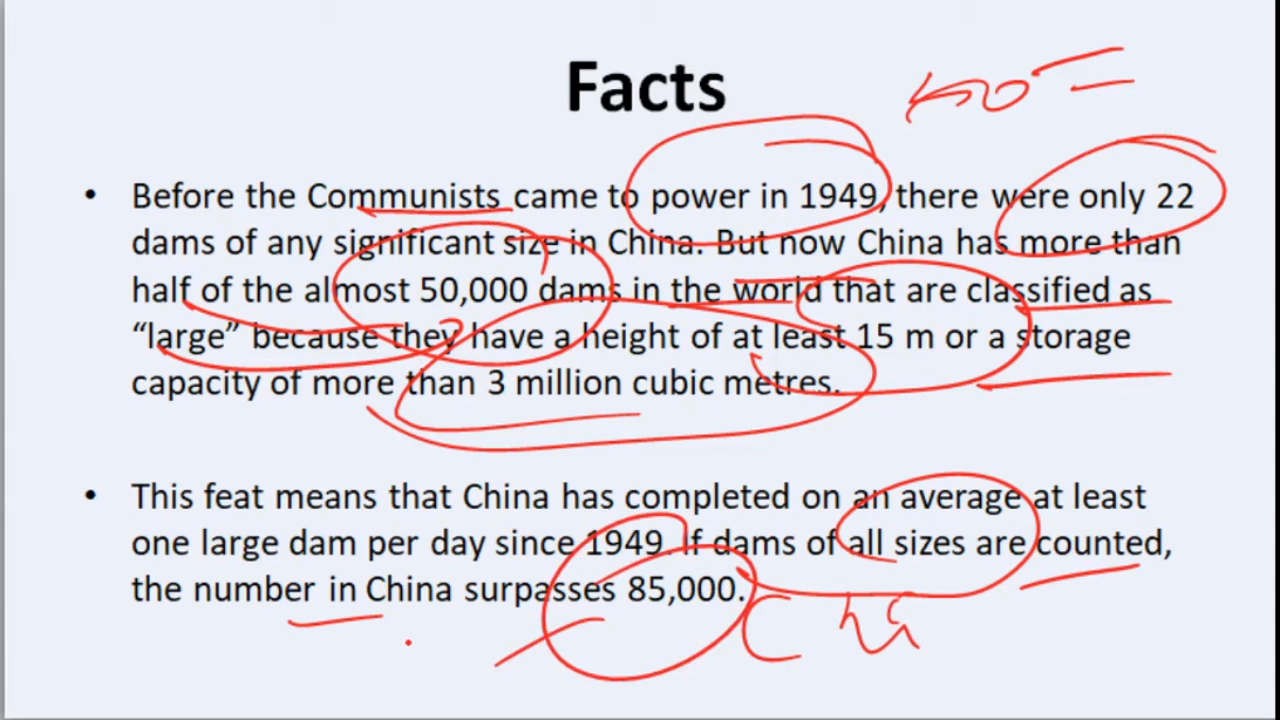 Facts
• Before the Communists came to power in 1949, there were only 22
dams of any significant size in China. But now China has more than
half of the almost 50,000 dams in the world that are classified as
“large” because they have a height of at least 15 m or a storage
capacity of more than 3 million cubic metres.
• This feat means that China has completed on an average at least
one large dam per day since 1949. If dams of all sizes are counted,
the number in China surpasses 85,000.